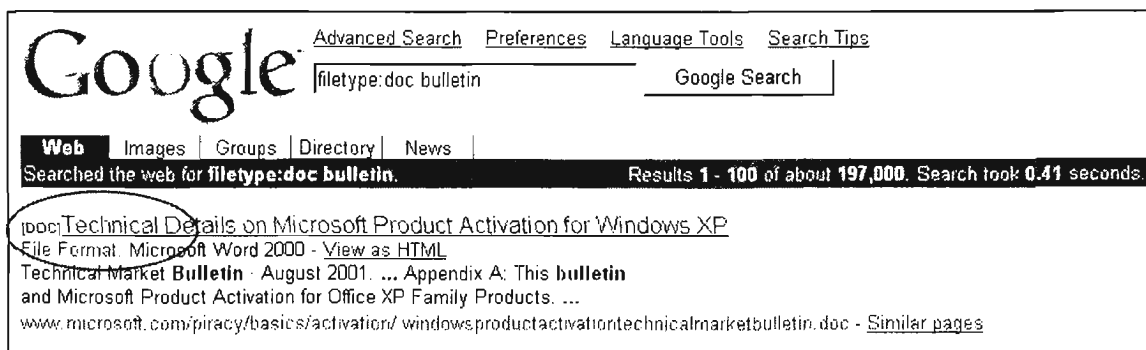 Google
Advanced Search Preferences Language Tools Search Tips
filetype:doc bulletin Google Search
Web Images Groups Directory News
Searched the web for filetype:doc bulletin. Results 1 - 100 of about 197,000. Search took 0.41 seconds.
[DOC]Technical Details on Microsoft Product Activation for Windows XP
File Format: Microsoft Word 2000 - View as HTML
Technical Market Bulletin · August 2001. ... Appendix A: This bulletin
and Microsoft Product Activation for Office XP Family Products. ...
www.microsoft.com/piracy/basics/activation/ windowsproductactivationtechnicalmarketbulletin.doc - Similar pages